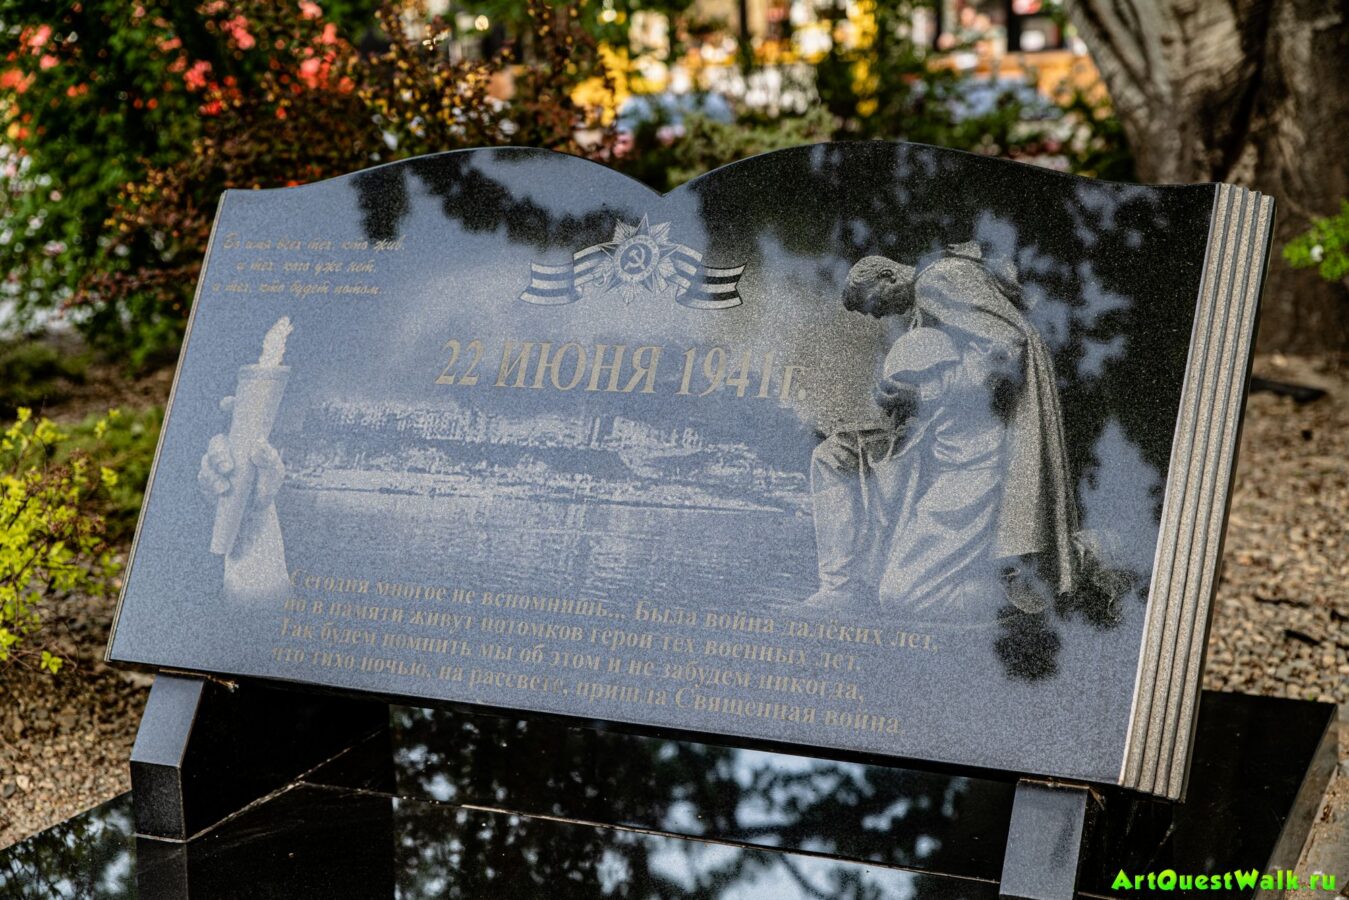 Во имя всех тех, кто жив,
и тех, кого уже нет,
и тех, кто будет потом.
22 ИЮНЯ 1941г.
Сегодня многое не вспомнишь... Была война далёких лет,
но в памяти живут потомков герои тех военных лет.
Так будем помнить мы об этом и не забудем никогда,
что тихо ночью, на рассвете, пришла Священная война.
ArtQuestWalk.ru